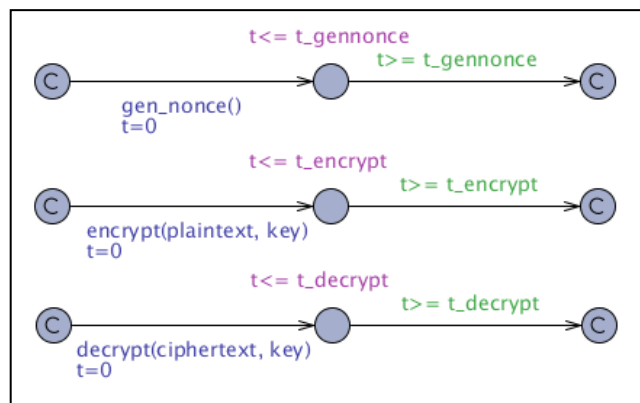 t<= t_gennonce
t>= t_gennonce
C
C
gen_nonce()
t=0
t<= t_encrypt
t>= t_encrypt
C
C
encrypt(plaintext, key)
t=0
t<= t_decrypt
t>= t_decrypt
C
C
decrypt(ciphertext, key)
t=0